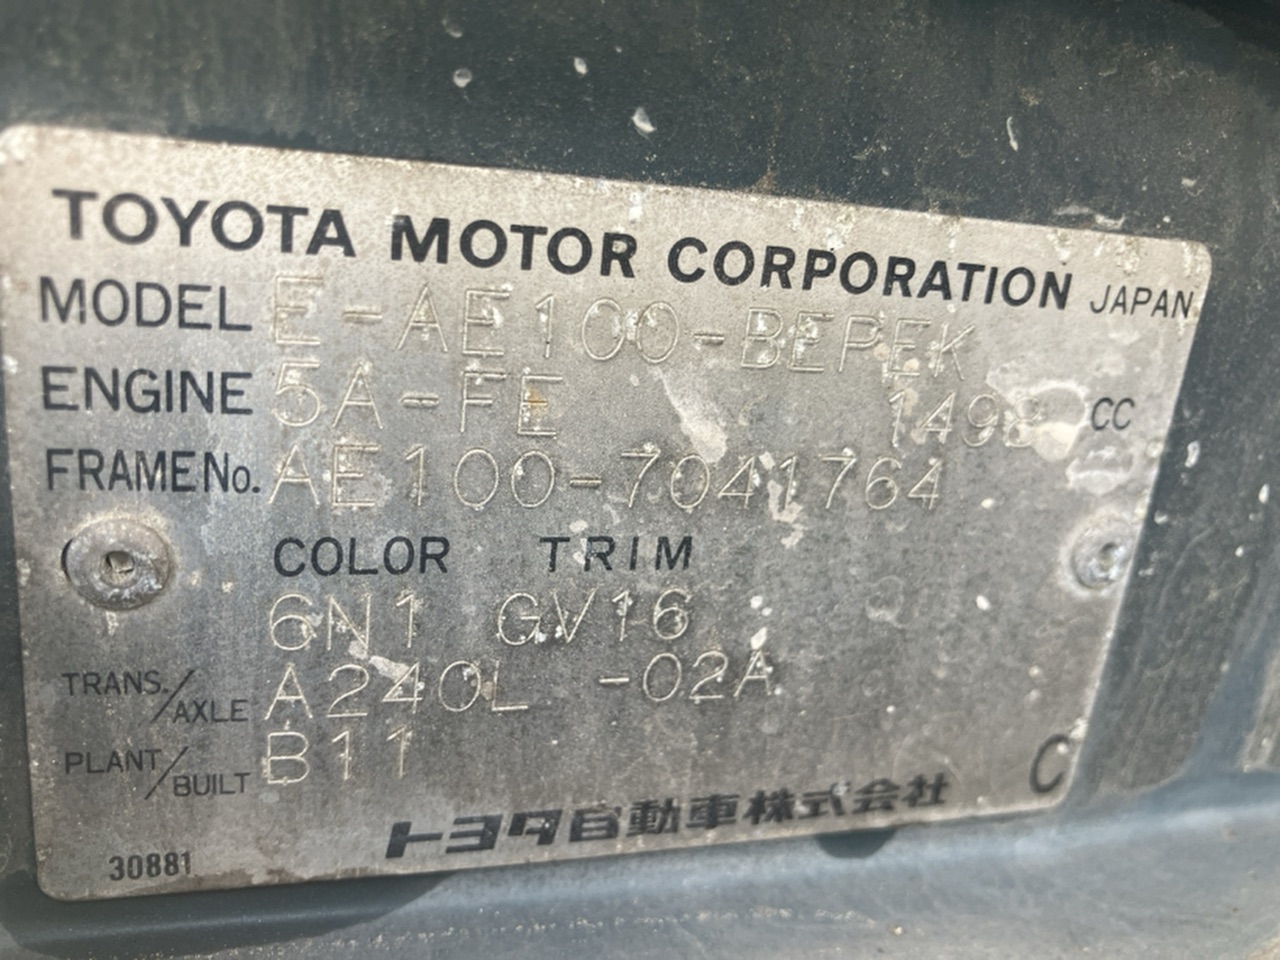 TOYOTA MOTOR CORPORATION JAPAN
MODEL E-AE100-BEPEK
ENGINE 5A-FE 1498 CC
FRAME No. AE100-7041764
COLOR TRIM
6N1 GV16
TRANS./AXLE A240L -02A
PLANT/BUILT B11
C
トヨタ自動車株式会社
30881